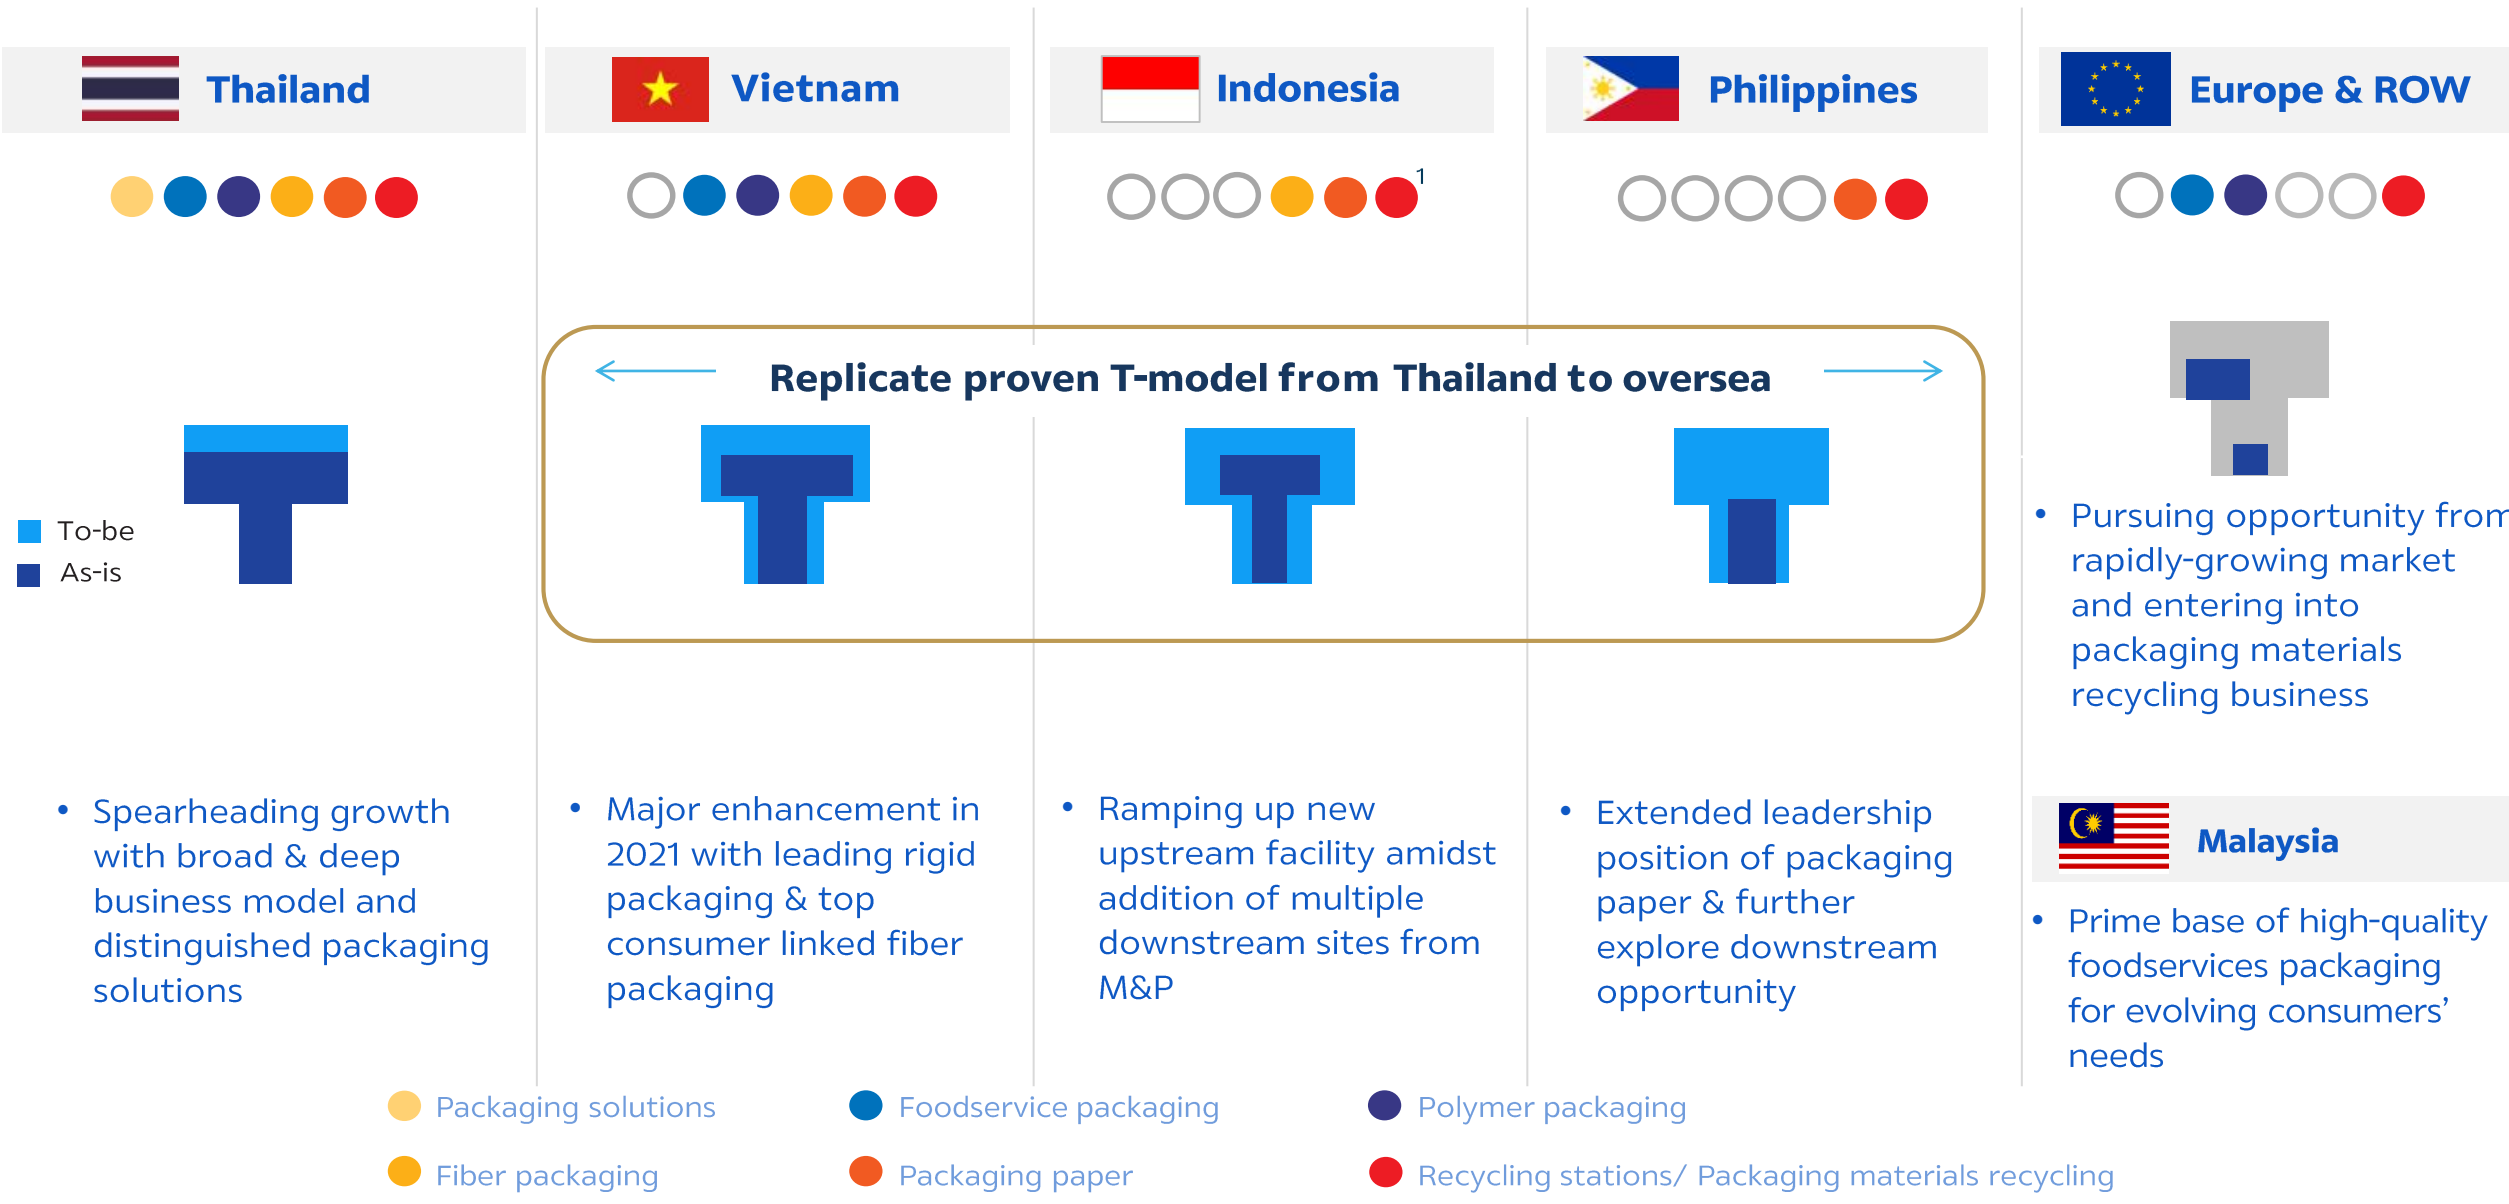 Thailand
Vietnam
Indonesia
Philippines
Europe & ROW
1
Replicate proven T-model from Thailand to oversea
To-be
As-is
• Spearheading growth
with broad & deep
business model and
distinguished packaging
solutions
• Major enhancement in
2021 with leading rigid
packaging & top
consumer linked fiber
packaging
• Ramping up new
upstream facility amidst
addition of multiple
downstream sites from
M&P
• Extended leadership
position of packaging
paper & further
explore downstream
opportunity
• Pursuing opportunity from
rapidly-growing market
and entering into
packaging materials
recycling business
Malaysia
• Prime base of high-quality
foodservices packaging
for evolving consumers’
needs
Packaging solutions
Foodservice packaging
Polymer packaging
Fiber packaging
Packaging paper
Recycling stations/ Packaging materials recycling